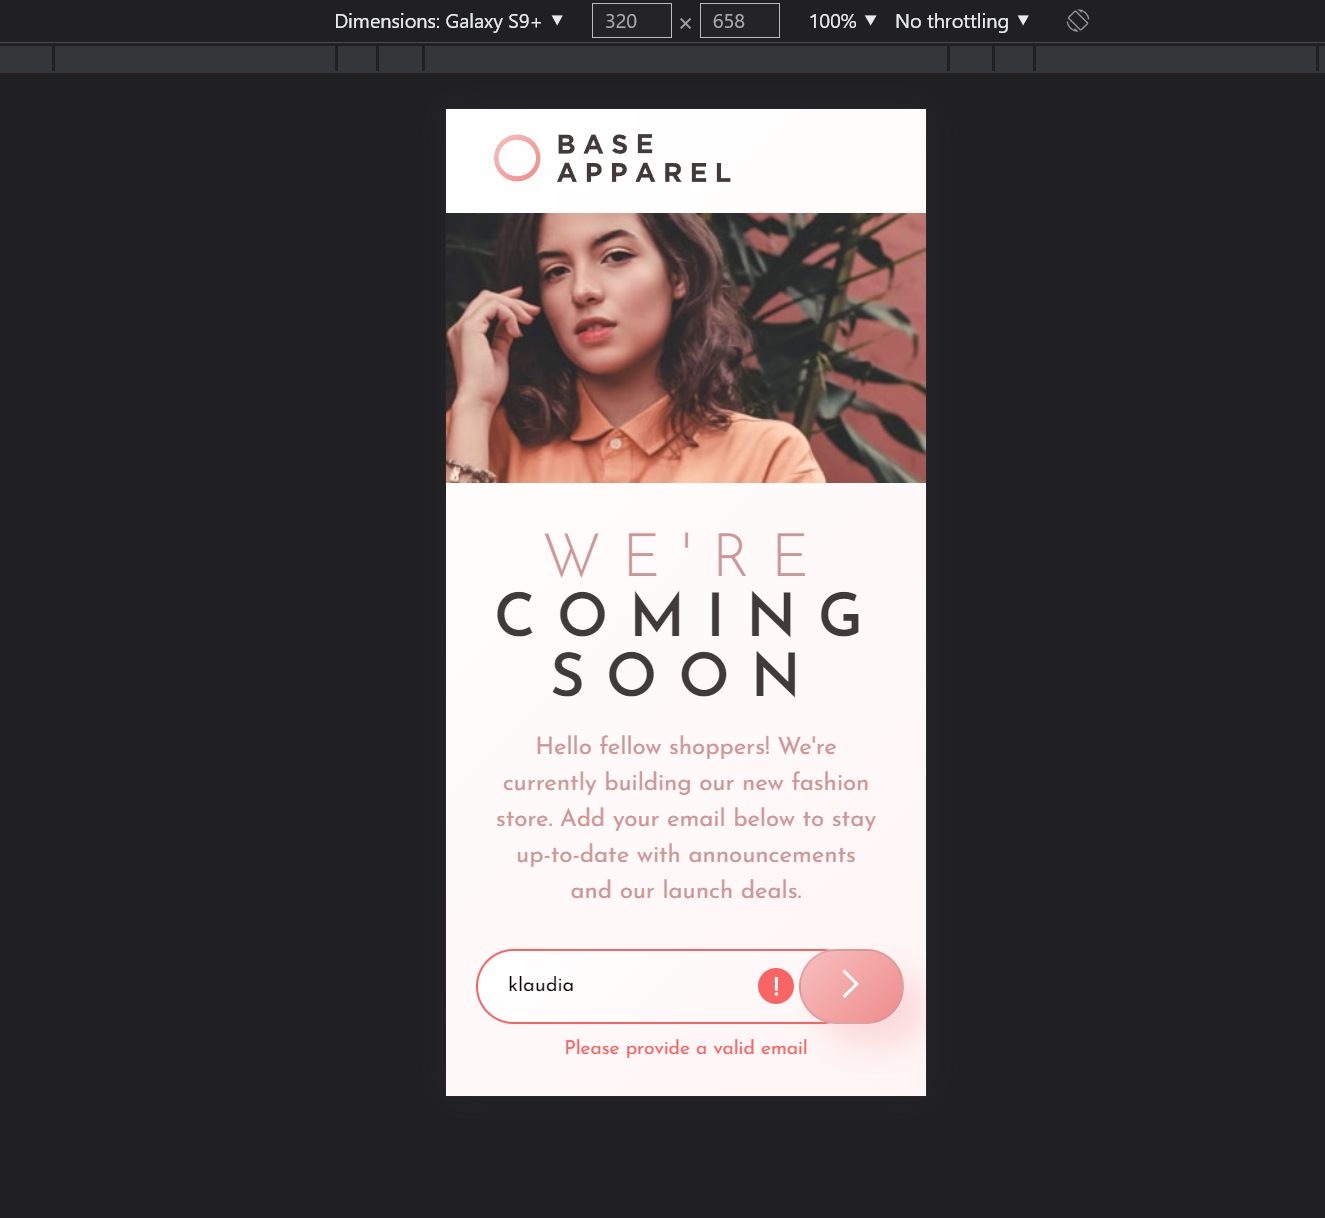 Dimensions: Galaxy S9+ ▼ 320 × 658 100% ▼ No throttling ▼
BASE
APPAREL
WE'RE
COMING
SOON
Hello fellow shoppers! We're
currently building our new fashion
store. Add your email below to stay
up-to-date with announcements
and our launch deals.
klaudia !
Please provide a valid email